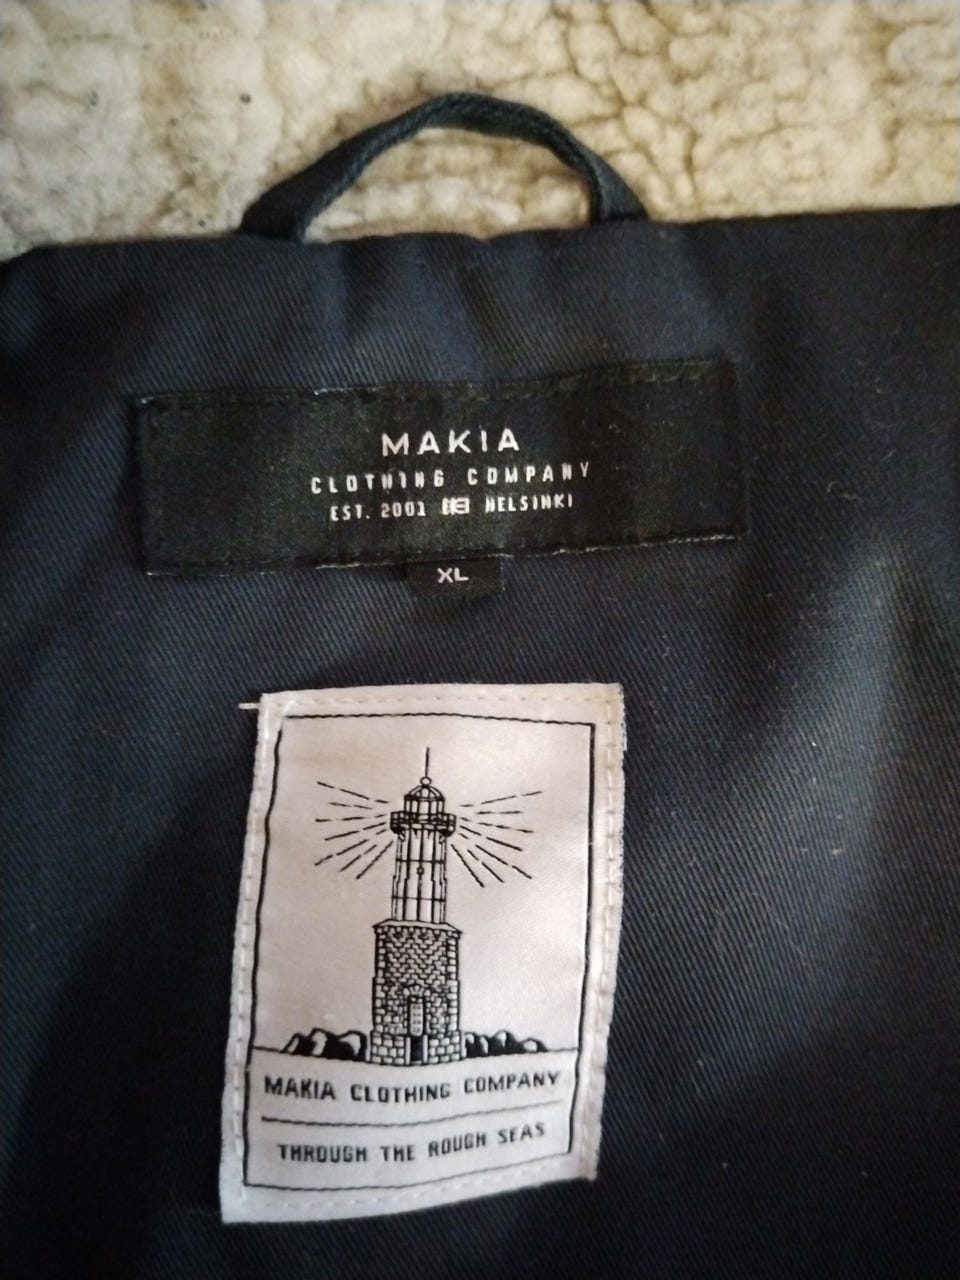 MAKIA
CLOTHING COMPANY
EST. 2001 HELSINKI
XL
MAKIA CLOTHING COMPANY
THROUGH THE ROUGH SEAS